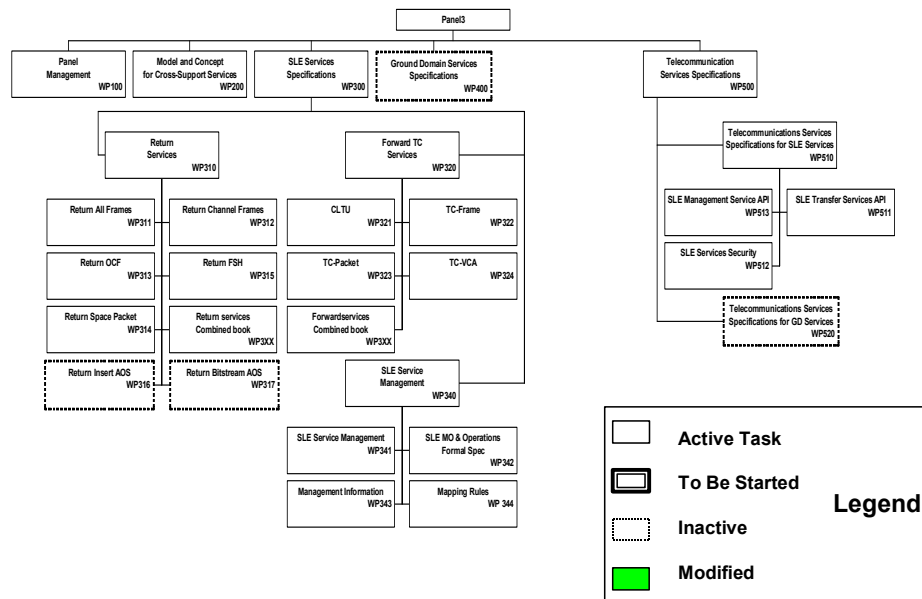 Panel3
Panel
Management
WP100
Model and Concept
for Cross-Support Services
WP200
SLE Services
Specifications
WP300
Ground Domain Services
Specifications
WP400
Telecommunication
Services Specifications
WP500
Return
Services
WP310
Forward TC
Services
WP320
Telecommunications Services
Specifications for SLE Services
WP510
Return All Frames
WP311
Return Channel Frames
WP312
CLTU
WP321
TC-Frame
WP322
SLE Management Service API
WP513
SLE Transfer Services API
WP511
Return OCF
WP313
Return FSH
WP315
TC-Packet
WP323
TC-VCA
WP324
SLE Services Security
WP512
Return Space Packet
WP314
Return services
Combined book
WP3XX
Forwardservices
Combined book
WP3XX
Telecommunications Services
Specifications for GD Services
WP520
Return Insert AOS
WP316
Return Bitstream AOS
WP317
SLE Service
Management
WP340
SLE Service Management
WP341
SLE MO & Operations
Formal Spec
WP342
Management Information
WP343
Mapping Rules
WP 344
Active Task
To Be Started
Legend
Inactive
Modified